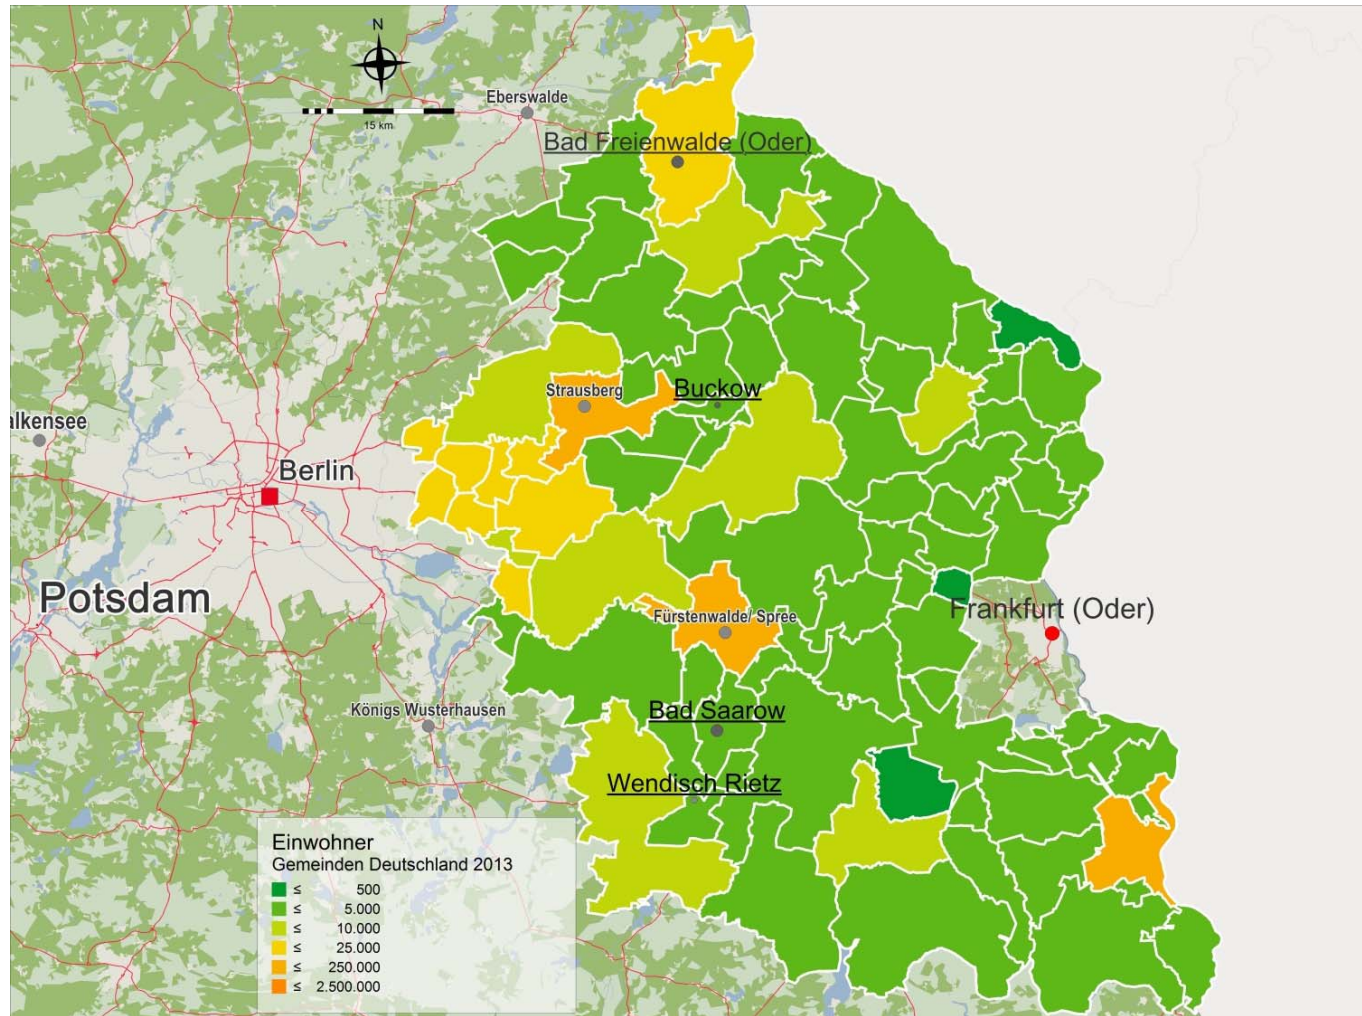 N
15 km
Eberswalde
Bad Freienwalde (Oder)
Strausberg
Buckow
alkensee
Berlin
Potsdam
Fürstenwalde/ Spree
Frankfurt (Oder)
Königs Wusterhausen
Bad Saarow
Wendisch Rietz
Einwohner
Gemeinden Deutschland 2013
≤ 500
≤ 5.000
≤ 10.000
≤ 25.000
≤ 250.000
≤ 2.500.000